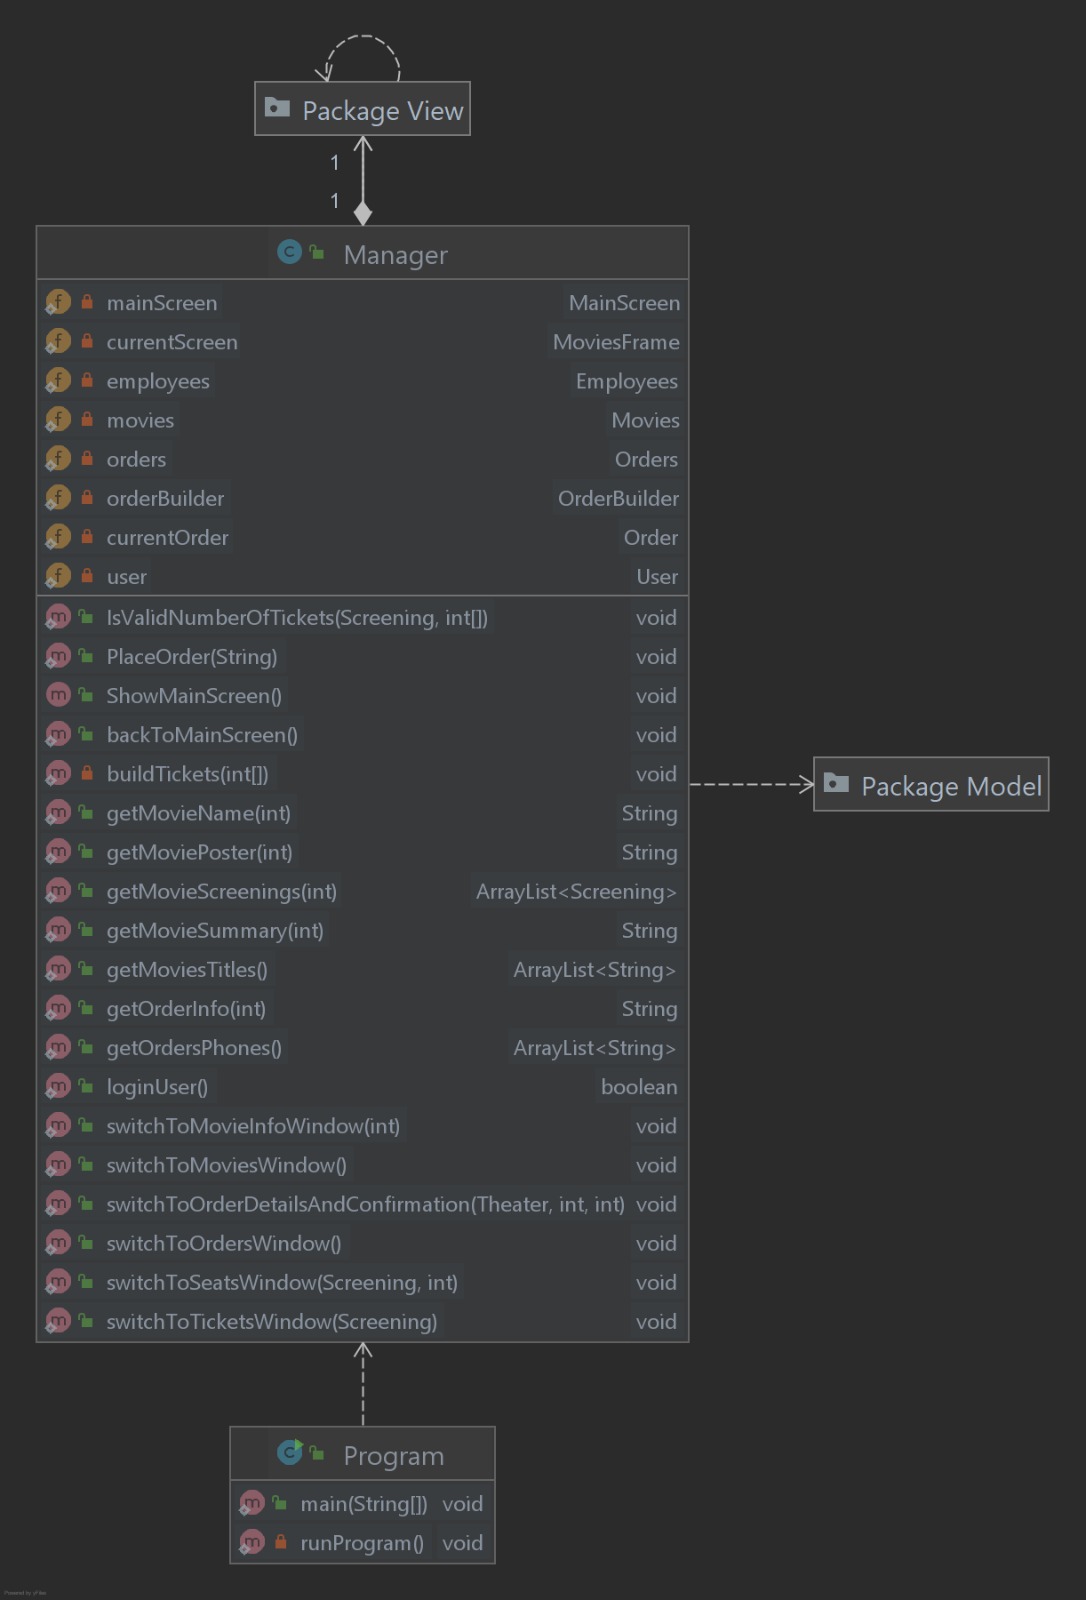 Package View
1
1
Manager
mainScreen MainScreen
currentScreen MoviesFrame
employees Employees
movies Movies
orders Orders
orderBuilder OrderBuilder
currentOrder Order
user User
IsValidNumberOfTickets(Screening, int[]) void
PlaceOrder(String) void
ShowMainScreen() void
backToMainScreen() void
buildTickets(int[]) void
getMovieName(int) String
getMoviePoster(int) String
getMovieScreenings(int) ArrayList<Screening>
getMovieSummary(int) String
getMoviesTitles() ArrayList<String>
getOrderInfo(int) String
getOrdersPhones() ArrayList<String>
loginUser() boolean
switchToMovieInfoWindow(int) void
switchToMoviesWindow() void
switchToOrderDetailsAndConfirmation(Theater, int, int) void
switchToOrdersWindow() void
switchToSeatsWindow(Screening, int) void
switchToTicketsWindow(Screening) void
Package Model
Program
main(String[]) void
runProgram() void
Powered by yFiles